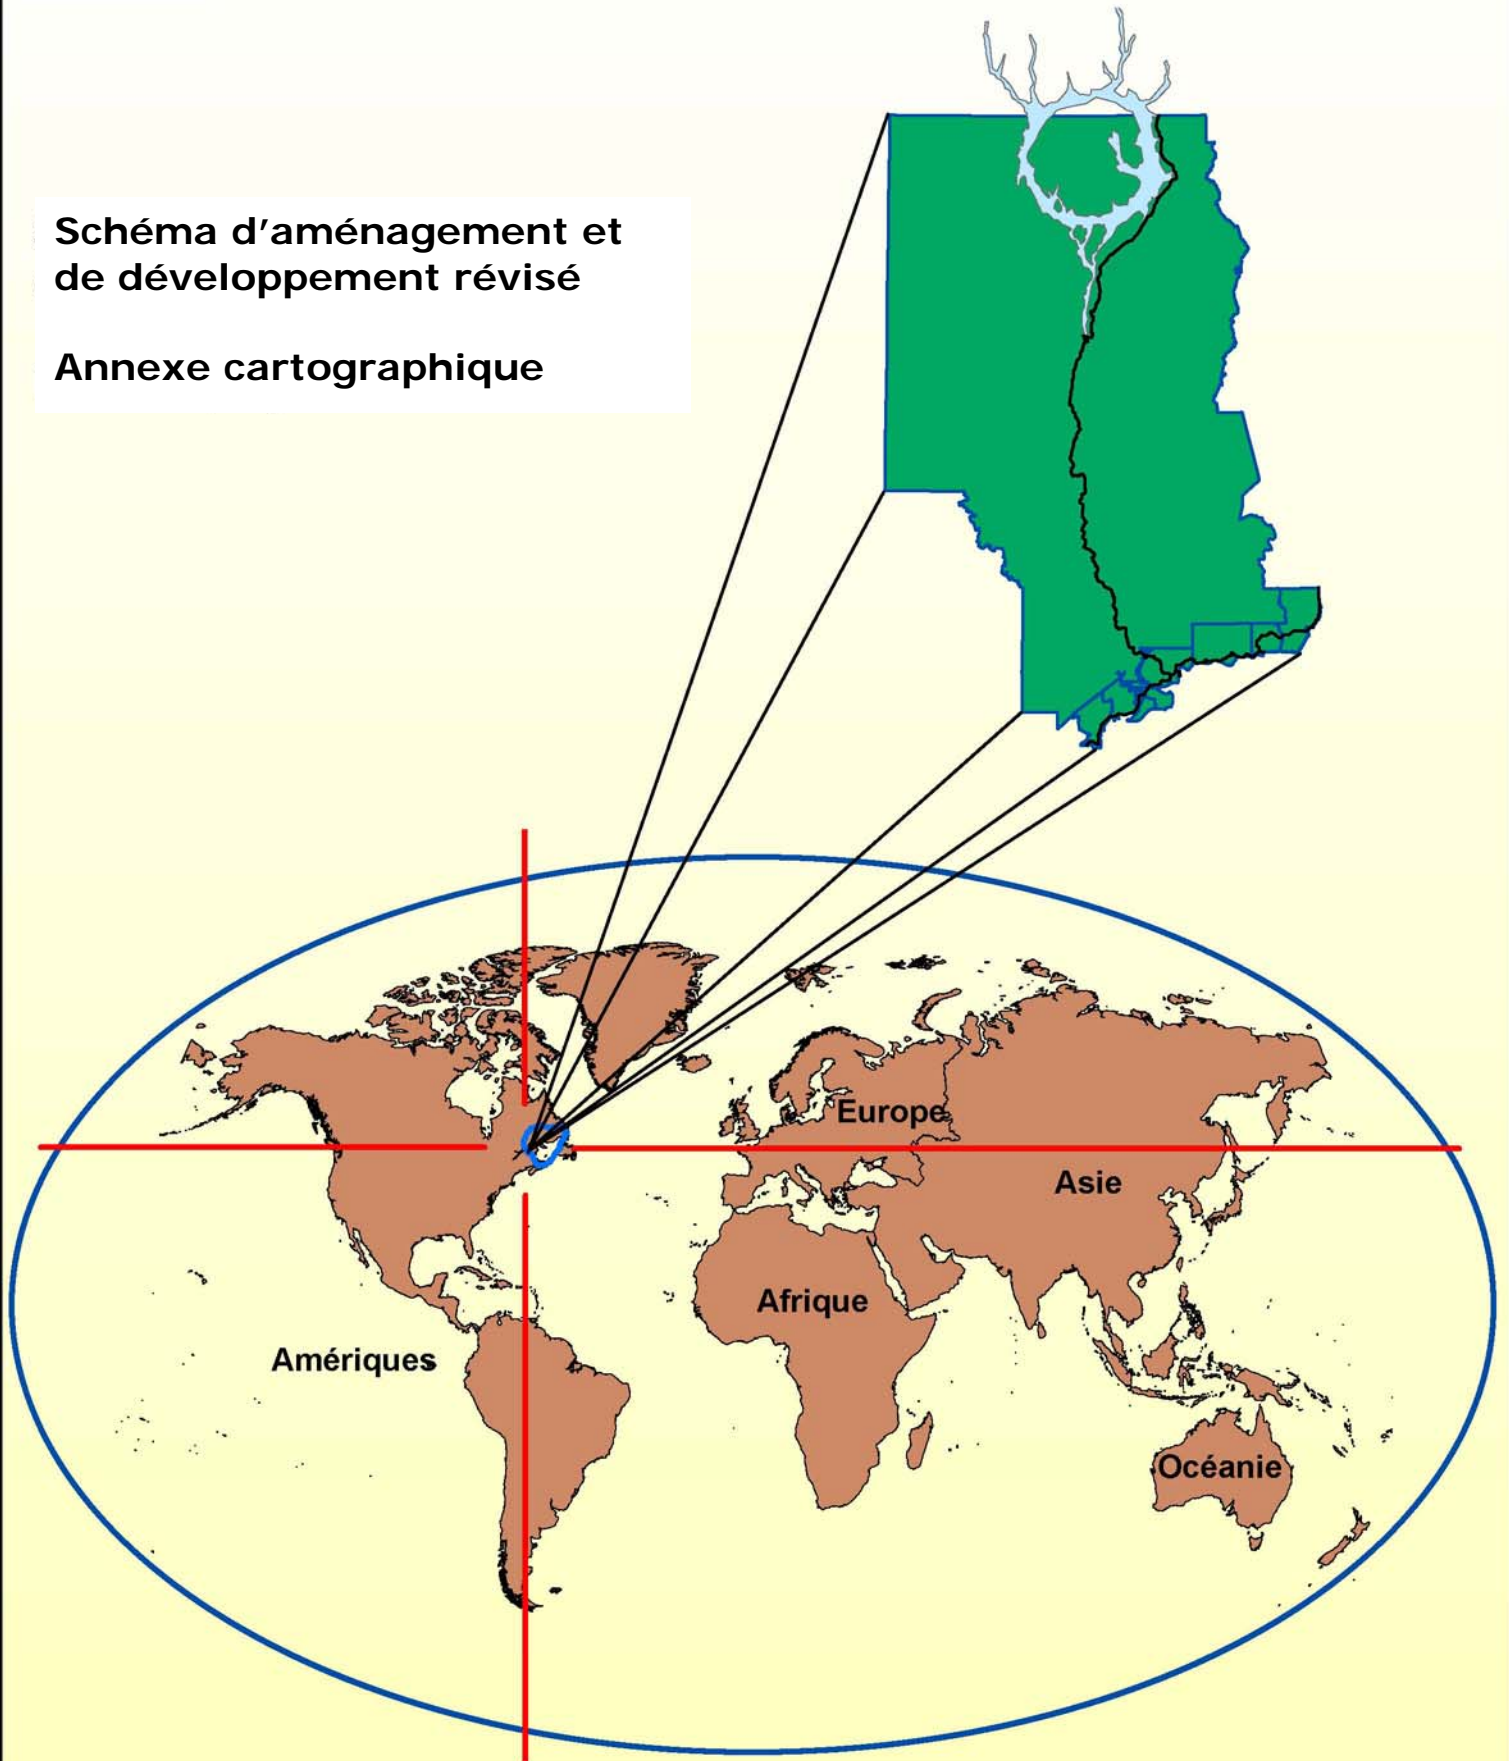 Schéma d'aménagement et
de développement révisé
Annexe cartographique
Europe
Asie
Afrique
Amériques
Océanie